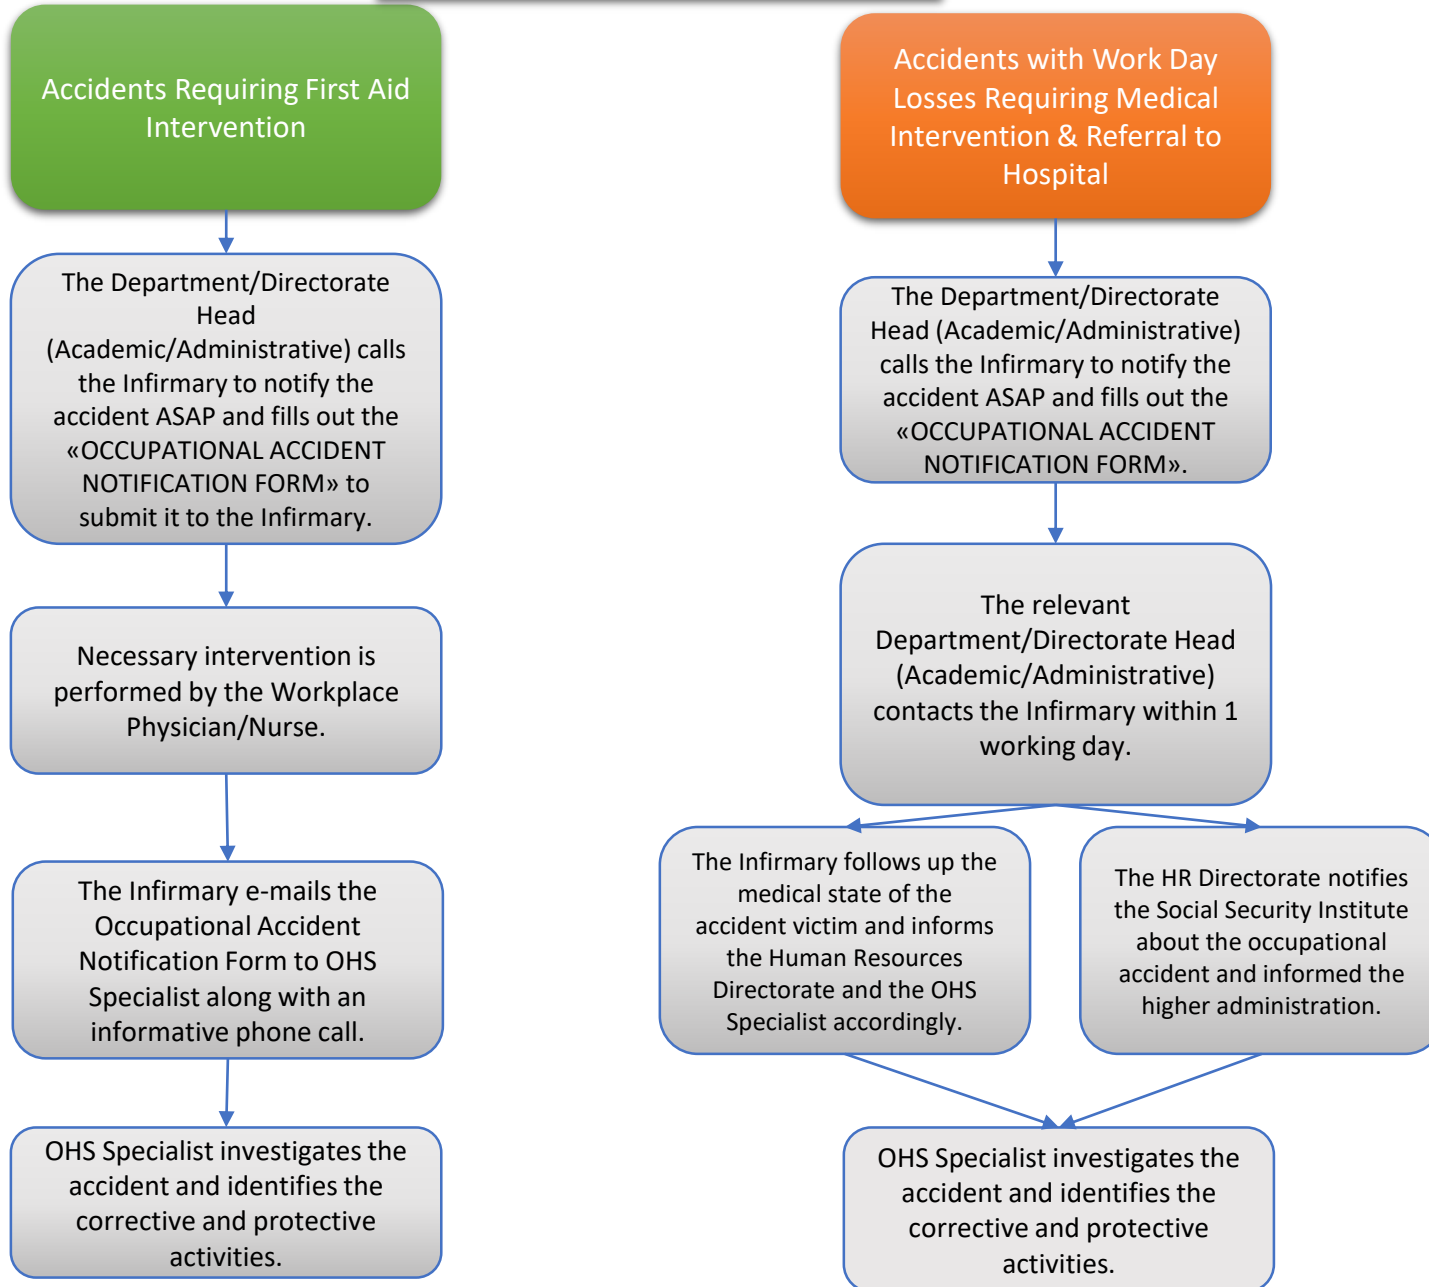 Accidents Requiring First Aid
Intervention
The Department/Directorate
Head
(Academic/Administrative) calls
the Infirmary to notify the
accident ASAP and fills out the
«OCCUPATIONAL ACCIDENT
NOTIFICATION FORM» to
submit it to the Infirmary.
Necessary intervention is
performed by the Workplace
Physician/Nurse.
The Infirmary e-mails the
Occupational Accident
Notification Form to OHS
Specialist along with an
informative phone call.
OHS Specialist investigates the
accident and identifies the
corrective and protective
activities.
Accidents with Work Day
Losses Requiring Medical
Intervention & Referral to
Hospital
The Department/Directorate
Head (Academic/Administrative)
calls the Infirmary to notify the
accident ASAP and fills out the
«OCCUPATIONAL ACCIDENT
NOTIFICATION FORM».
The relevant
Department/Directorate Head
(Academic/Administrative)
contacts the Infirmary within 1
working day.
The Infirmary follows up the
medical state of the
accident victim and informs
the Human Resources
Directorate and the OHS
Specialist accordingly.
The HR Directorate notifies
the Social Security Institute
about the occupational
accident and informed the
higher administration.
OHS Specialist investigates the
accident and identifies the
corrective and protective
activities.